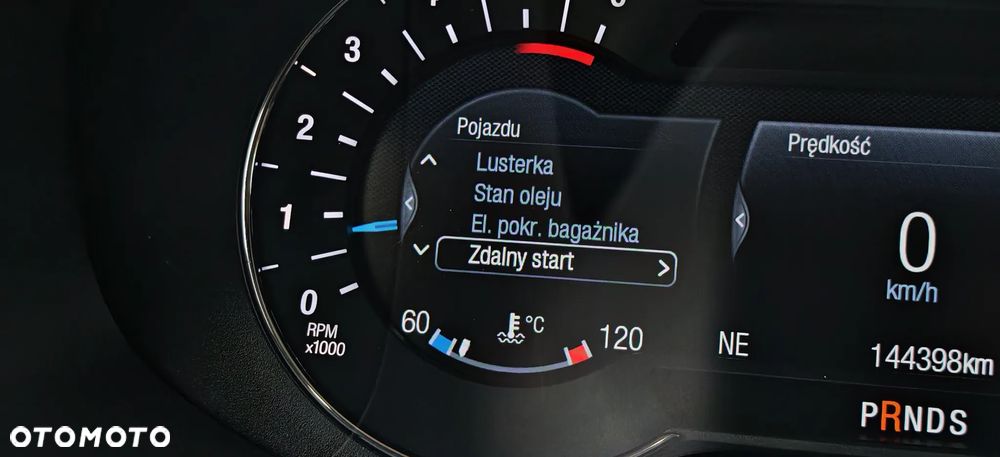 3
2
1
0
RPM
x1000
Pojazdu
Lusterka
Stan oleju
El. pokr. bagażnika
Zdalny start
60
°C
120
Prędkość
0
km/h
NE
144398km
PRNDS
OTOMOTO